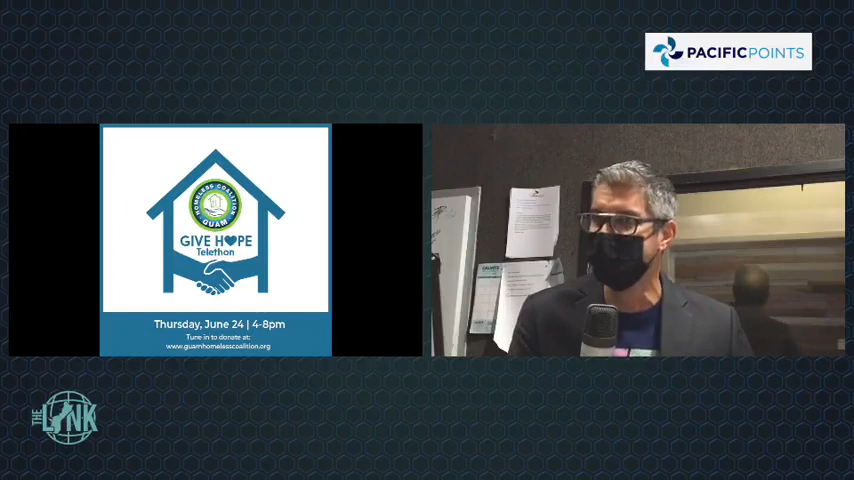 PACIFICPOINTS
HOMELESS COALITION
GUAM
GIVE HOPE
Telethon
Thursday, June 24 | 4-8pm
Tune in to donate at:
www.guamhomelesscoalition.org
THE LINK